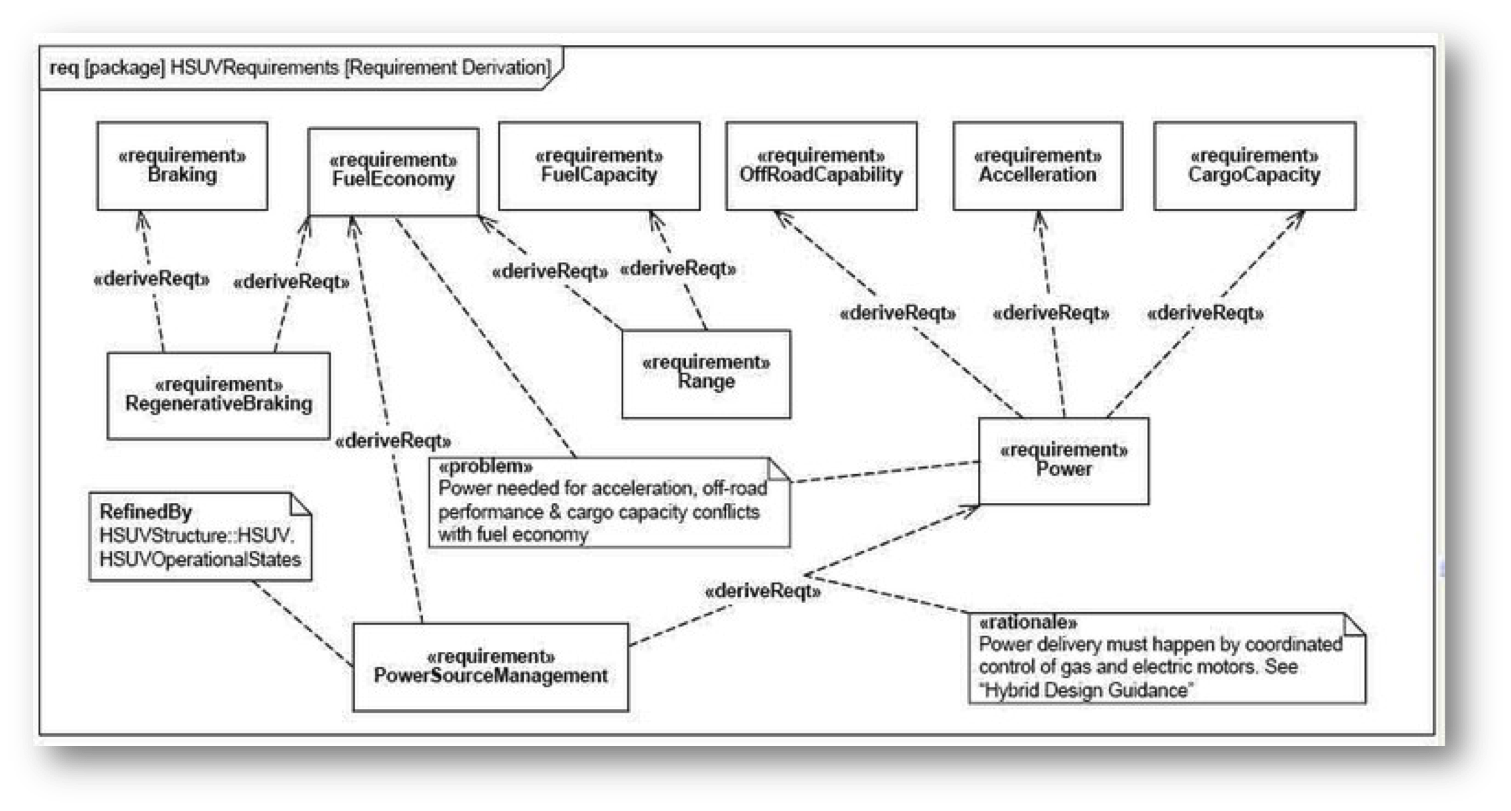 req [package] HSUVRequirements [Requirement Derivation]
«requirement»
Braking
«requirement»
FuelEconomy
«requirement»
FuelCapacity
«requirement»
OffRoadCapability
«requirement»
Accelleration
«requirement»
CargoCapacity
«deriveReqt»
«deriveReqt»
«deriveReqt»
«deriveReqt»
«deriveReqt»
«deriveReqt»
«deriveReqt»
«requirement»
RegenerativeBraking
«requirement»
Range
«deriveReqt»
«requirement»
Power
«problem»
Power needed for acceleration, off-road
performance & cargo capacity conflicts
with fuel economy
RefinedBy
HSUVStructure::HSUV.
HSUVOperationalStates
«deriveReqt»
«requirement»
PowerSourceManagement
«rationale»
Power delivery must happen by coordinated
control of gas and electric motors. See
“Hybrid Design Guidance”